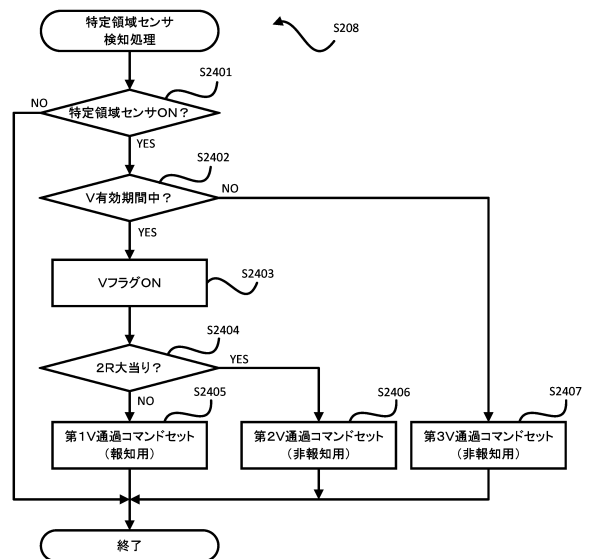 特定領域センサ
検知処理
S208
S2401
NO
特定領域センサON？
YES
S2402
V有効期間中？
NO
YES
S2403
VフラグON
S2404
2R大当り？
YES
NO
S2405
第1V通過コマンドセット
（報知用）
S2406
第2V通過コマンドセット
（非報知用）
S2407
第3V通過コマンドセット
（非報知用）
終了